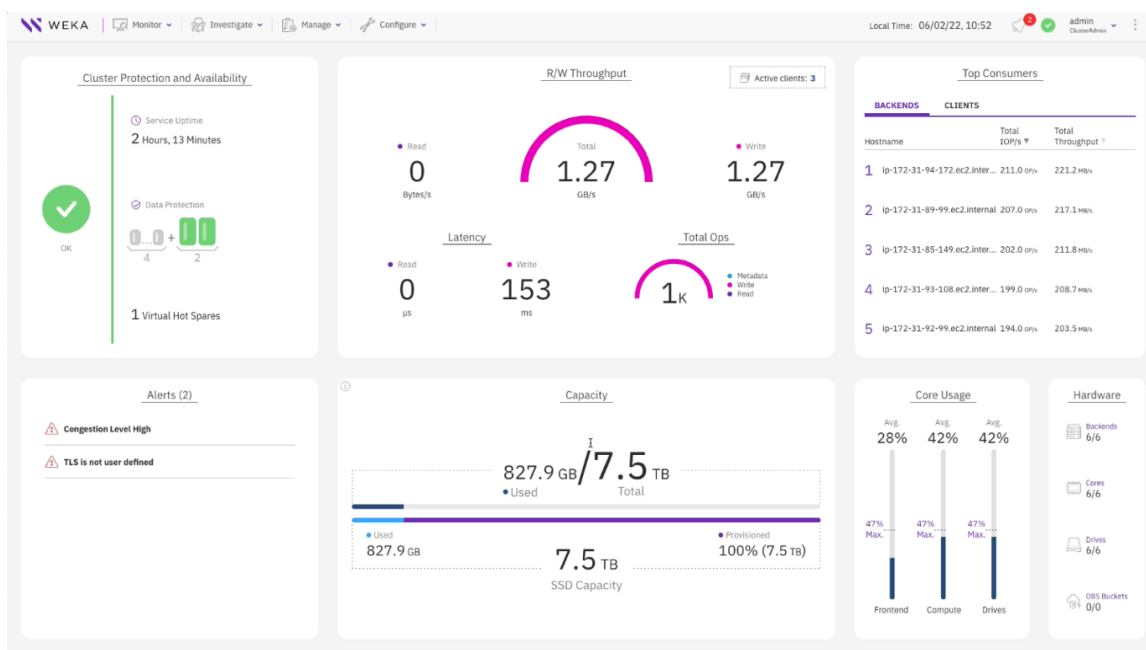 WEKA
Monitor
Investigate
Manage
Configure
Local Time: 06/02/22, 10:52
2
admin
ClusterAdmin
Cluster Protection and Availability
Service Uptime
2 Hours, 13 Minutes
Data Protection
OK
... +
4 2
1 Virtual Hot Spares
R/W Throughput
Active clients: 3
Read
0
Bytes/s
Total
1.27
GB/s
Write
1.27
GB/s
Latency
Read
0
µs
Write
153
ms
Total Ops
1K
Metadata
Write
Read
Top Consumers
BACKENDS CLIENTS
Hostname Total IOP/s Total Throughput
1 ip-172-31-94-172.ec2.inter... 211.0 OP/s 221.2 MB/s
2 ip-172-31-89-99.ec2.internal 207.0 OP/s 217.1 MB/s
3 ip-172-31-85-149.ec2.inter... 202.0 OP/s 211.8 MB/s
4 ip-172-31-93-108.ec2.inter... 199.0 OP/s 208.7 MB/s
5 ip-172-31-92-99.ec2.internal 194.0 OP/s 203.5 MB/s
Alerts (2)
Congestion Level High
TLS is not user defined
Capacity
827.9 GB/7.5 TB
Used Total
Used
827.9 GB
7.5 TB
SSD Capacity
Provisioned
100% (7.5 TB)
Core Usage
Avg. Avg. Avg.
28% 42% 42%
47% 47% 47%
Max. Max. Max.
Frontend Compute Drives
Hardware
Backends
6/6
Cores
6/6
Drives
6/6
OBS Buckets
0/0